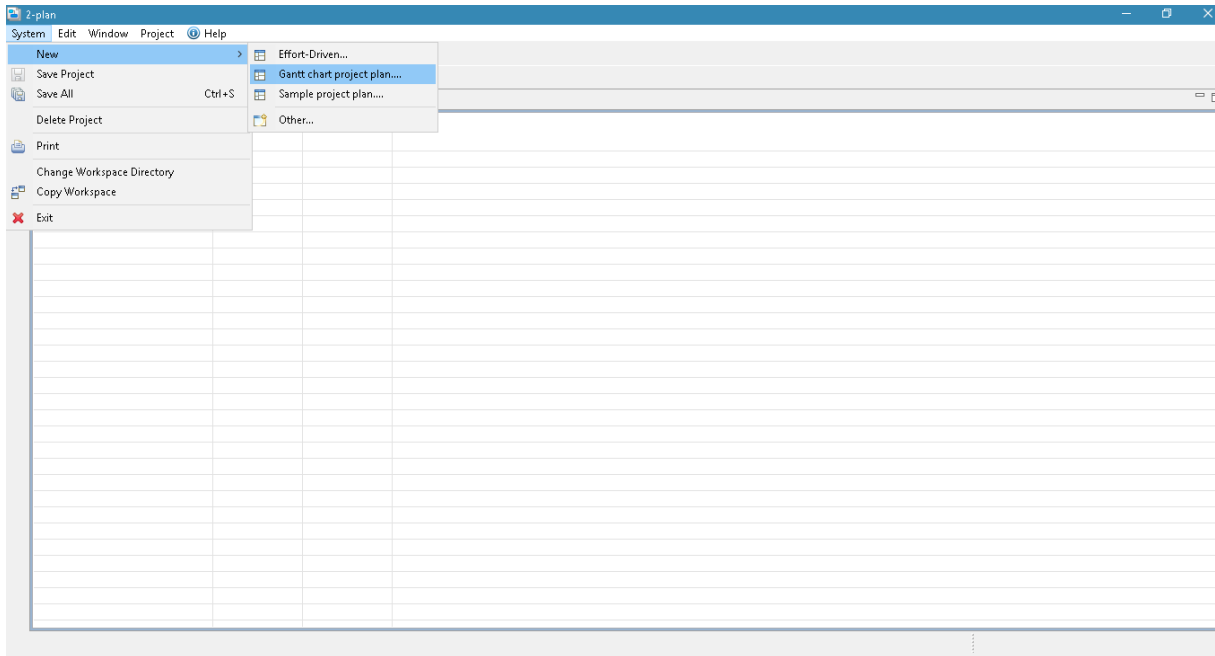 2-plan
System Edit Window Project Help
New
Save Project
Save All Ctrl+S
Delete Project
Print
Change Workspace Directory
Copy Workspace
Exit
Effort-Driven...
Gantt chart project plan....
Sample project plan....
Other...